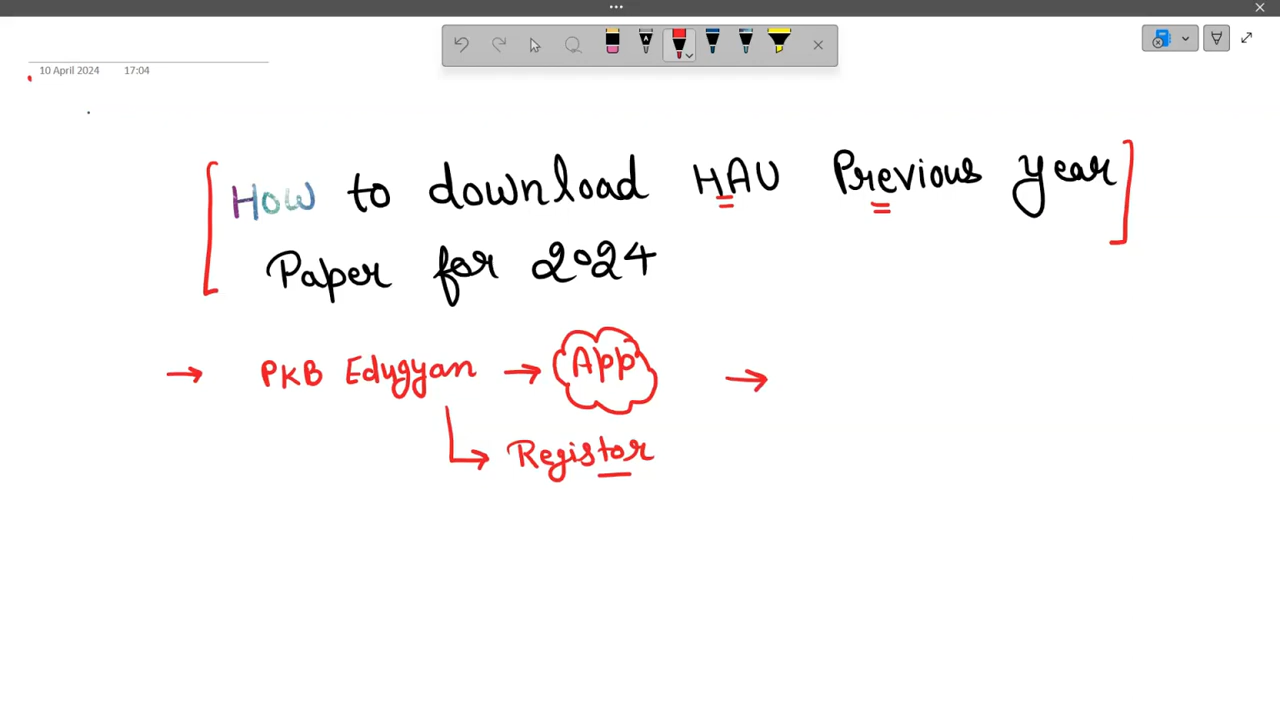 10 April 2024 17:04
How to download HAU Previous year
Paper for 2024
→ PKB Edugyan → App →
↳ Registor